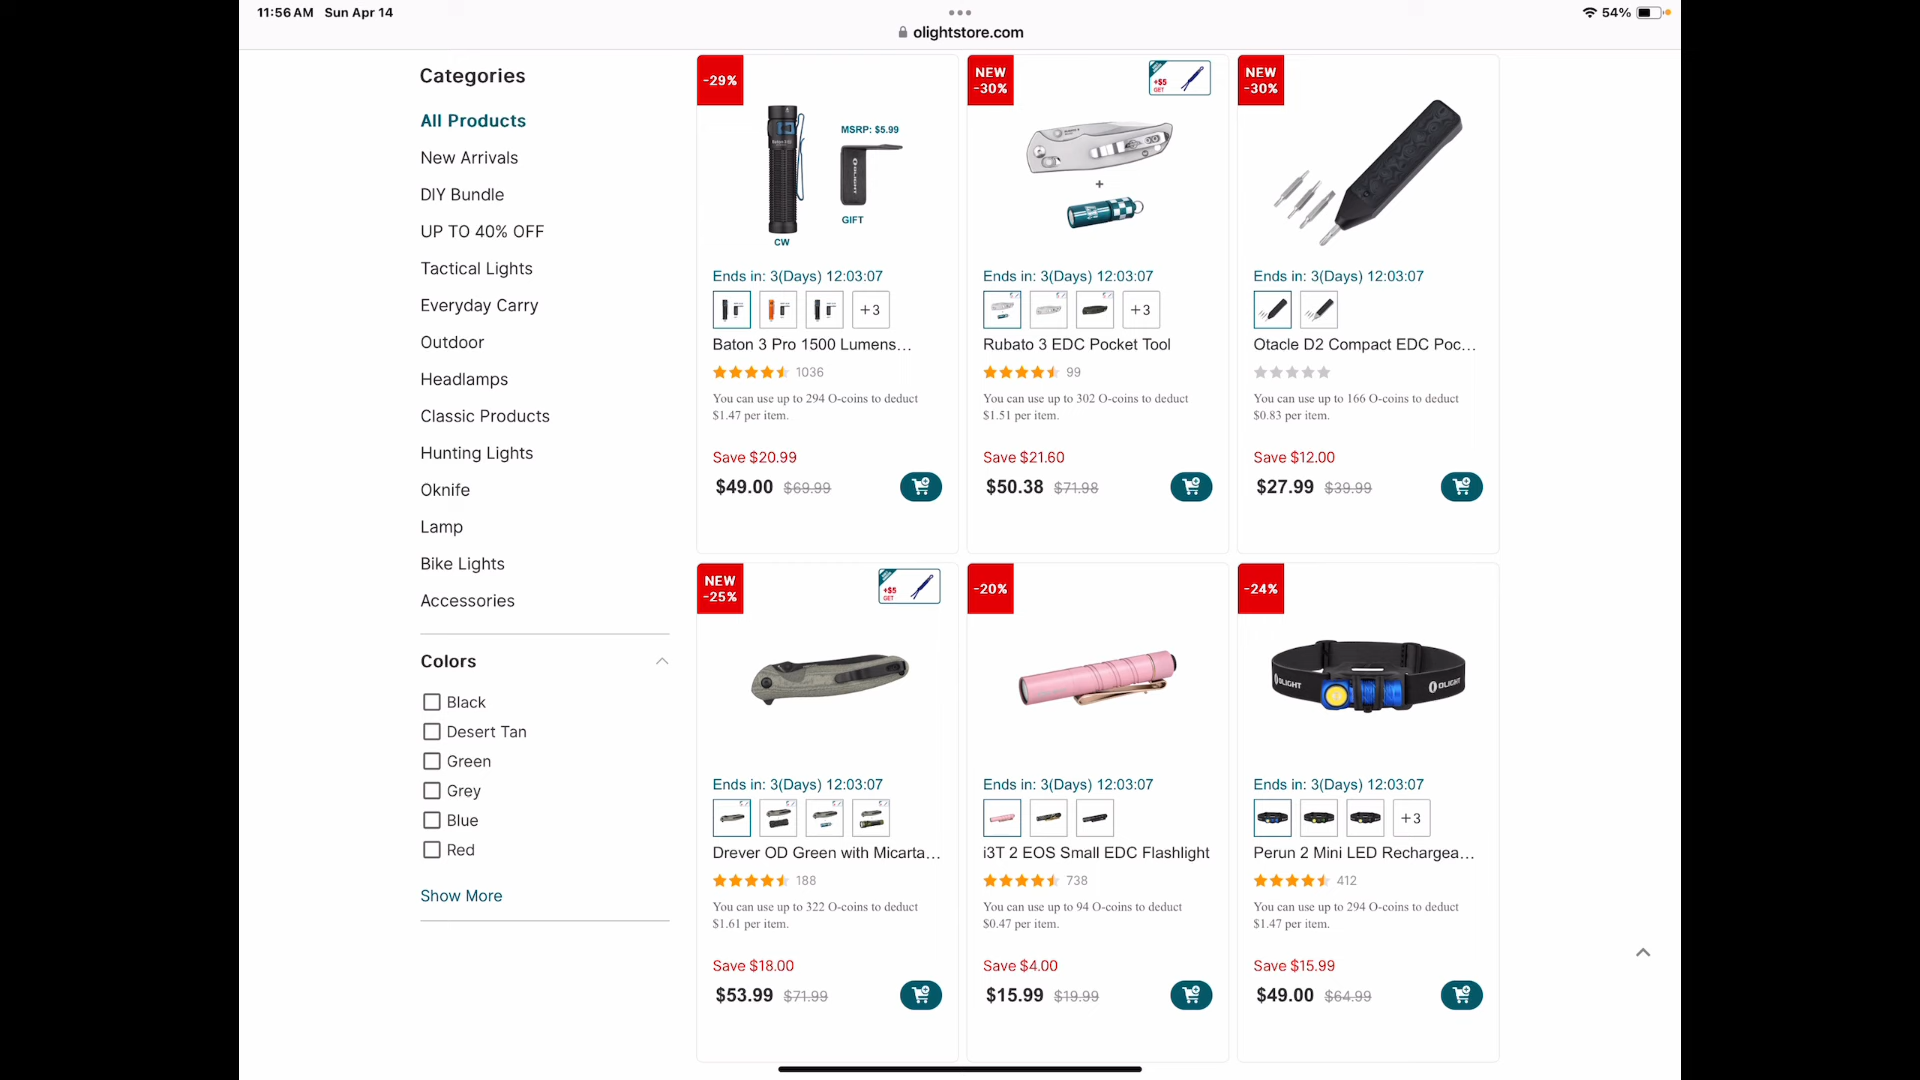 11:56 AM Sun Apr 14
54%
olightstore.com
Categories
All Products
New Arrivals
DIY Bundle
UP TO 40% OFF
Tactical Lights
Everyday Carry
Outdoor
Headlamps
Classic Products
Hunting Lights
Oknife
Lamp
Bike Lights
Accessories
Colors
Black
Desert Tan
Green
Grey
Blue
Red
Show More
-29%
MSRP: $5.99
OLIGHT
GIFT
CW
Ends in: 3(Days) 12:03:07
+3
Baton 3 Pro 1500 Lumens...
1036
You can use up to 294 O-coins to deduct
$1.47 per item.
Save $20.99
$49.00 $69.99
NEW
-30%
+$5
GET
+
Ends in: 3(Days) 12:03:07
+3
Rubato 3 EDC Pocket Tool
99
You can use up to 302 O-coins to deduct
$1.51 per item.
Save $21.60
$50.38 $71.98
NEW
-30%
Ends in: 3(Days) 12:03:07
Otacle D2 Compact EDC Poc...
You can use up to 166 O-coins to deduct
$0.83 per item.
Save $12.00
$27.99 $39.99
NEW
-25%
+$5
GET
Ends in: 3(Days) 12:03:07
Drever OD Green with Micarta...
188
You can use up to 322 O-coins to deduct
$1.61 per item.
Save $18.00
$53.99 $71.99
-20%
Ends in: 3(Days) 12:03:07
i3T 2 EOS Small EDC Flashlight
738
You can use up to 94 O-coins to deduct
$0.47 per item.
Save $4.00
$15.99 $19.99
-24%
OLIGHT
OLIGHT
Ends in: 3(Days) 12:03:07
+3
Perun 2 Mini LED Rechargea...
412
You can use up to 294 O-coins to deduct
$1.47 per item.
Save $15.99
$49.00 $64.99